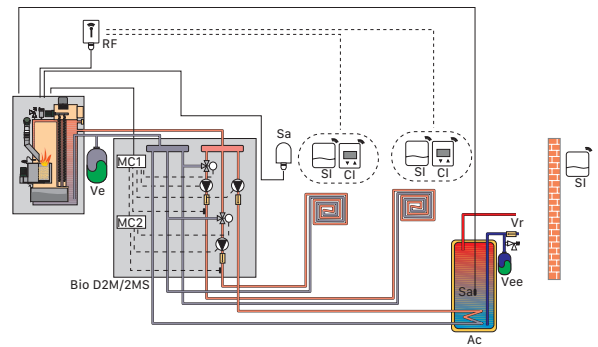 RF
Sa
MC1
SI CI
SI CI
SI
Ve
MC2
Vr
Bio D2M/2MS
Sa
Vee
Ac